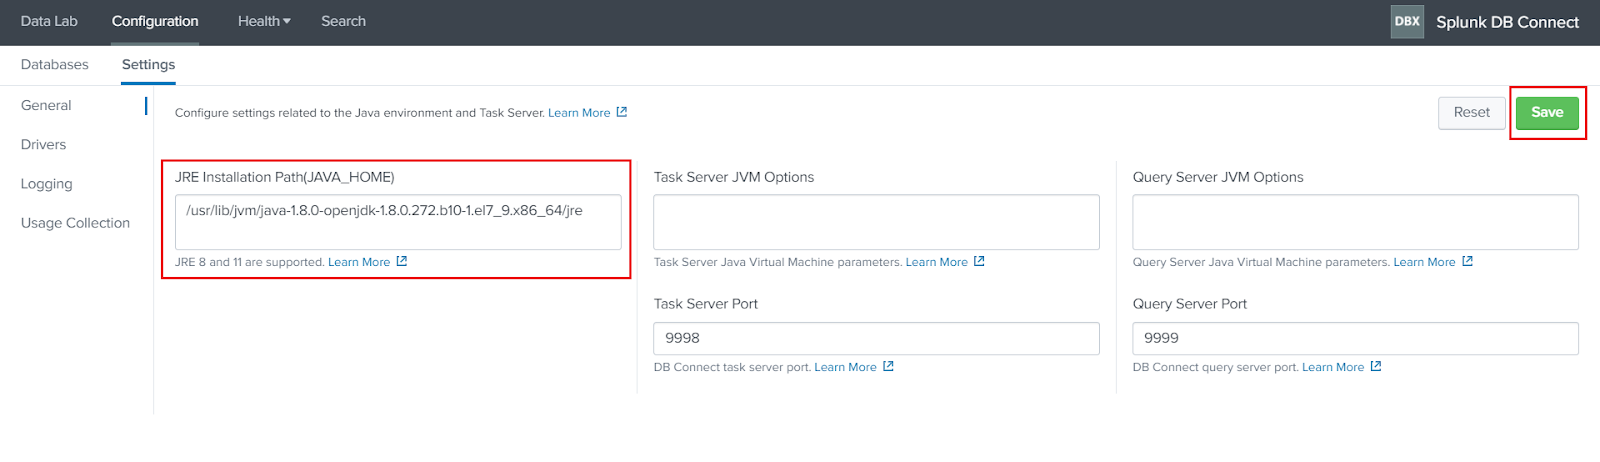 Data Lab Configuration Health Search DBX Splunk DB Connect
Databases Settings
General
Drivers
Logging
Usage Collection
Configure settings related to the Java environment and Task Server. Learn More
Reset Save
JRE Installation Path(JAVA_HOME)
/usr/lib/jvm/java-1.8.0-openjdk-1.8.0.272.b10-1.el7_9.x86_64/jre
JRE 8 and 11 are supported. Learn More
Task Server JVM Options
Task Server Java Virtual Machine parameters. Learn More
Task Server Port
9998
DB Connect task server port. Learn More
Query Server JVM Options
Query Server Java Virtual Machine parameters. Learn More
Query Server Port
9999
DB Connect query server port. Learn More